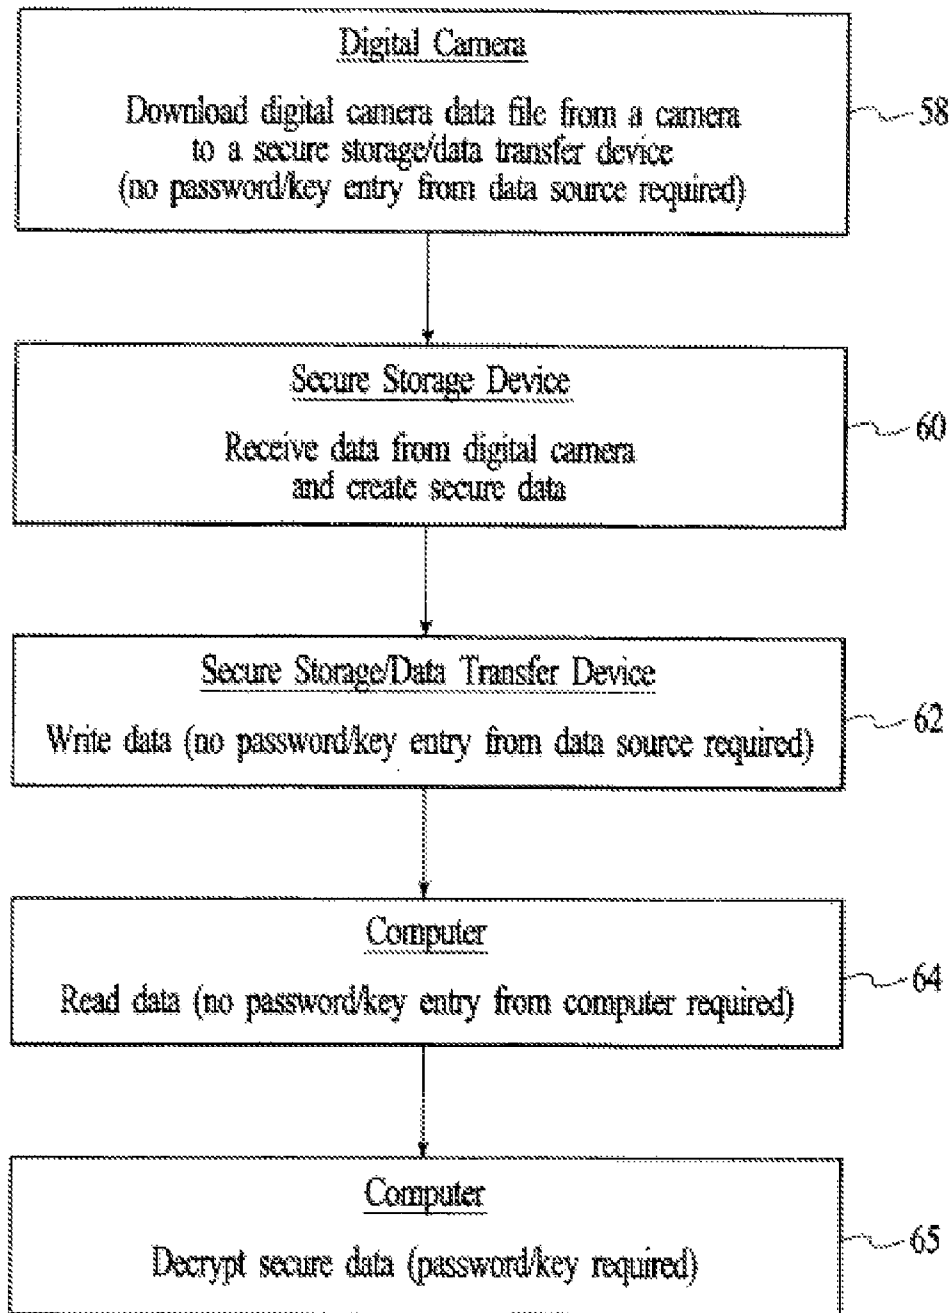 Digital Camera
Download digital camera data file from a camera
to a secure storage/data transfer device
(no password/key entry from data source required)
58
Secure Storage Device
Receive data from digital camera
and create secure data
60
Secure Storage/Data Transfer Device
Write data (no password/key entry from data source required)
62
Computer
Read data (no password/key entry from computer required)
64
Computer
Decrypt secure data (password/key required)
65